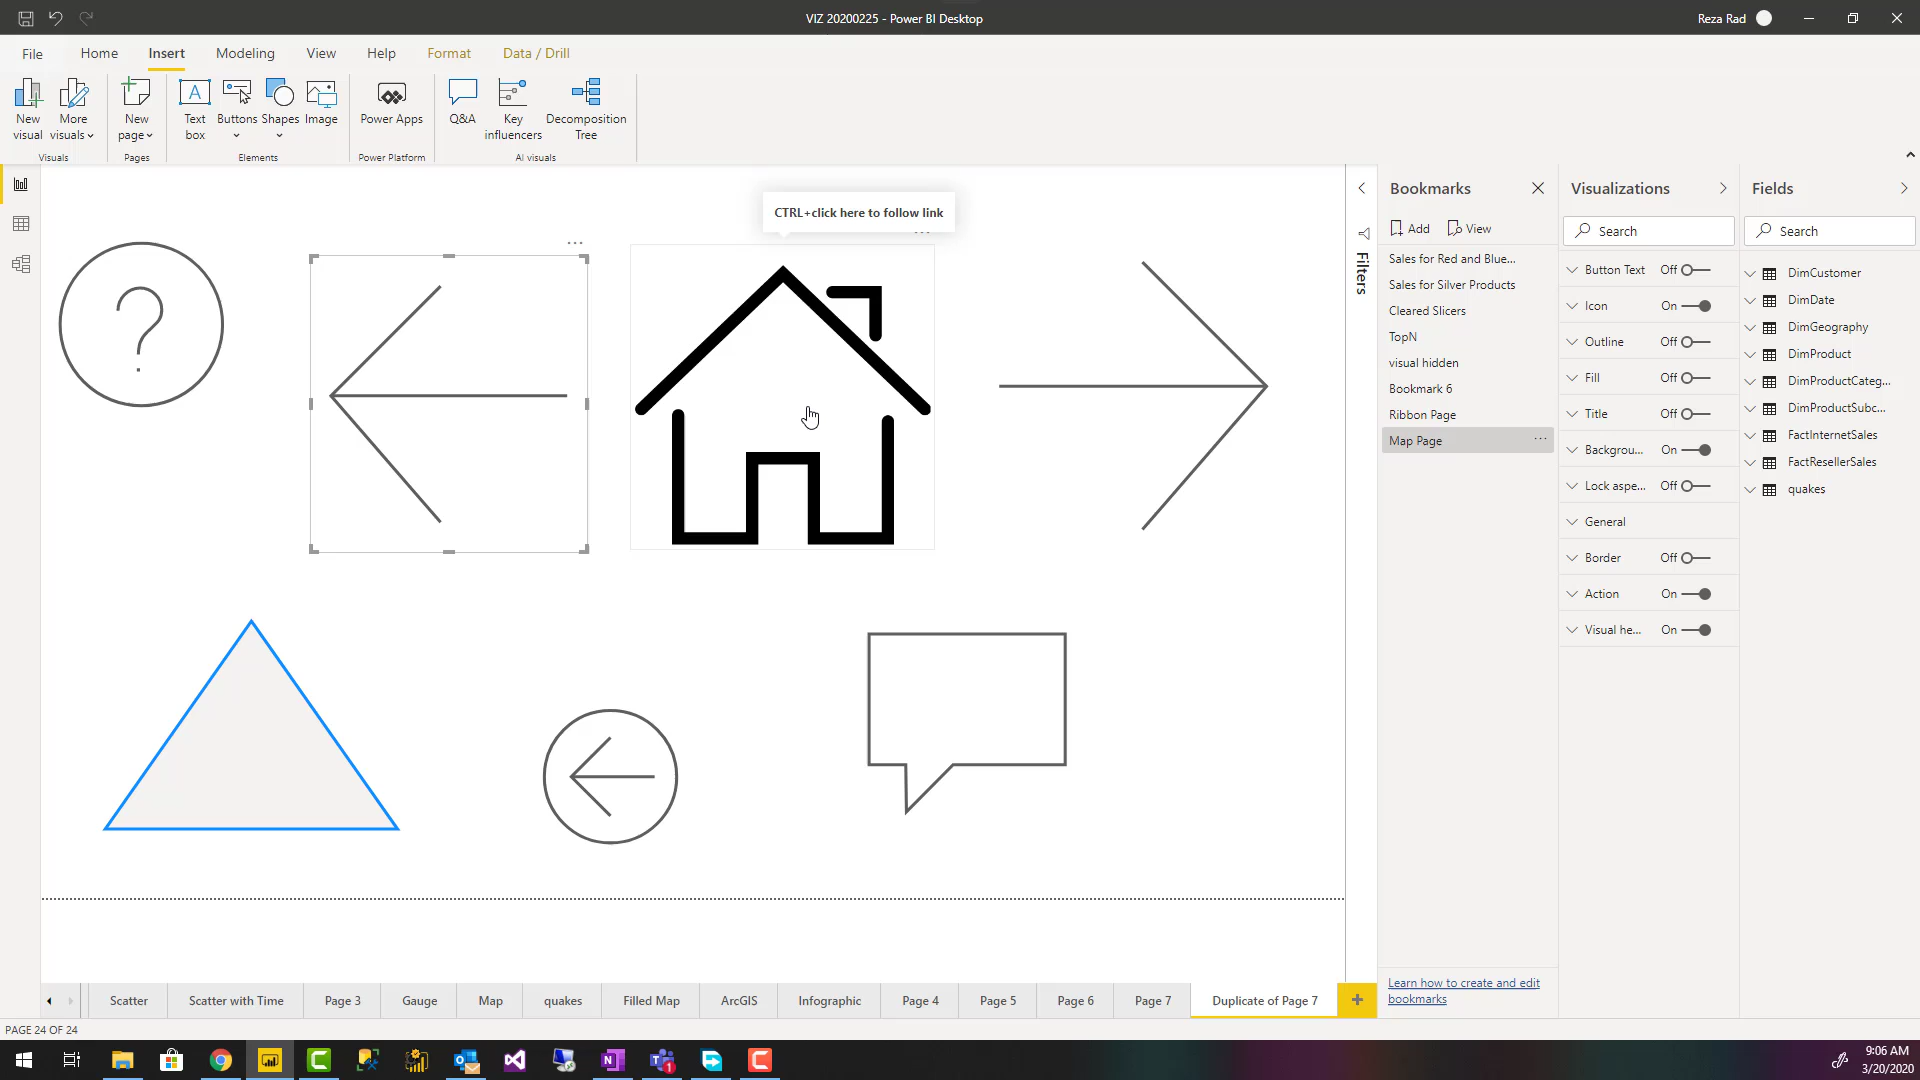 VIZ 20200225 - Power BI Desktop
Reza Rad
File
Home
Insert
Modeling
View
Help
Format
Data / Drill
New visual
More visuals
New page
Text box
Buttons
Shapes
Image
Power Apps
Q&A
Key influencers
Decomposition Tree
Visuals
Pages
Elements
Power Platform
AI visuals
CTRL+click here to follow link
Filters
Bookmarks
Add
View
Sales for Red and Blue...
Sales for Silver Products
Cleared Slicers
TopN
visual hidden
Bookmark 6
Ribbon Page
Map Page
Learn how to create and edit
bookmarks
Visualizations
Search
Button Text Off
Icon On
Outline Off
Fill Off
Title Off
Backgrou... On
Lock aspe... Off
General
Border Off
Action On
Visual he... On
Fields
Search
DimCustomer
DimDate
DimGeography
DimProduct
DimProductCateg...
DimProductSubc...
FactInternetSales
FactResellerSales
quakes
Scatter
Scatter with Time
Page 3
Gauge
Map
quakes
Filled Map
ArcGIS
Infographic
Page 4
Page 5
Page 6
Page 7
Duplicate of Page 7
PAGE 24 OF 24
9:06 AM
3/20/2020